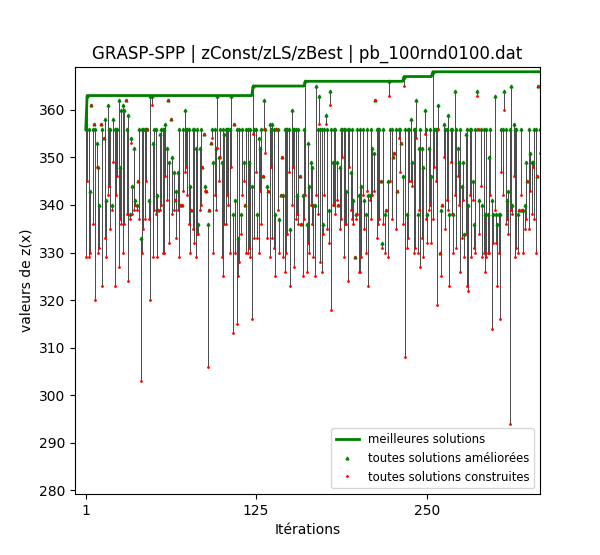 GRASP-SPP | zConst/zLS/zBest | pb_100rnd0100.dat
valeurs de z(x)
360
350
340
330
320
310
300
290
280
1
125
250
Itérations
meilleures solutions
toutes solutions améliorées
toutes solutions construites